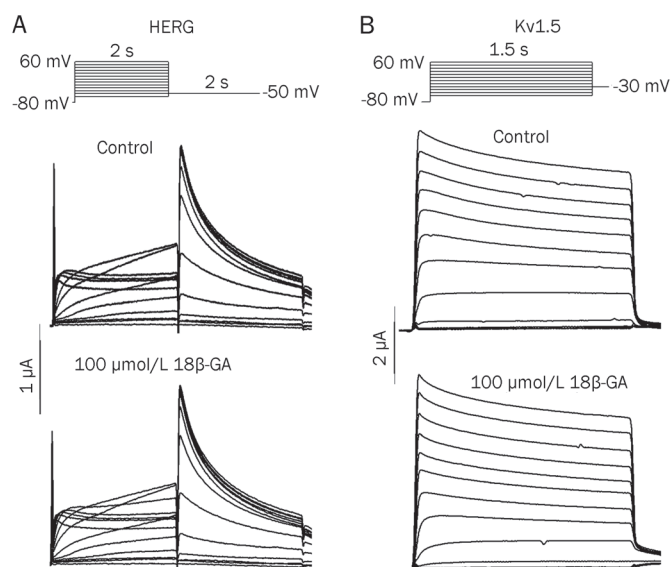 A
HERG
60 mV
2 s
2 s
-50 mV
-80 mV
Control
1 µA
100 µmol/L 18β-GA
B
Kv1.5
60 mV
1.5 s
-30 mV
-80 mV
Control
2 µA
100 µmol/L 18β-GA